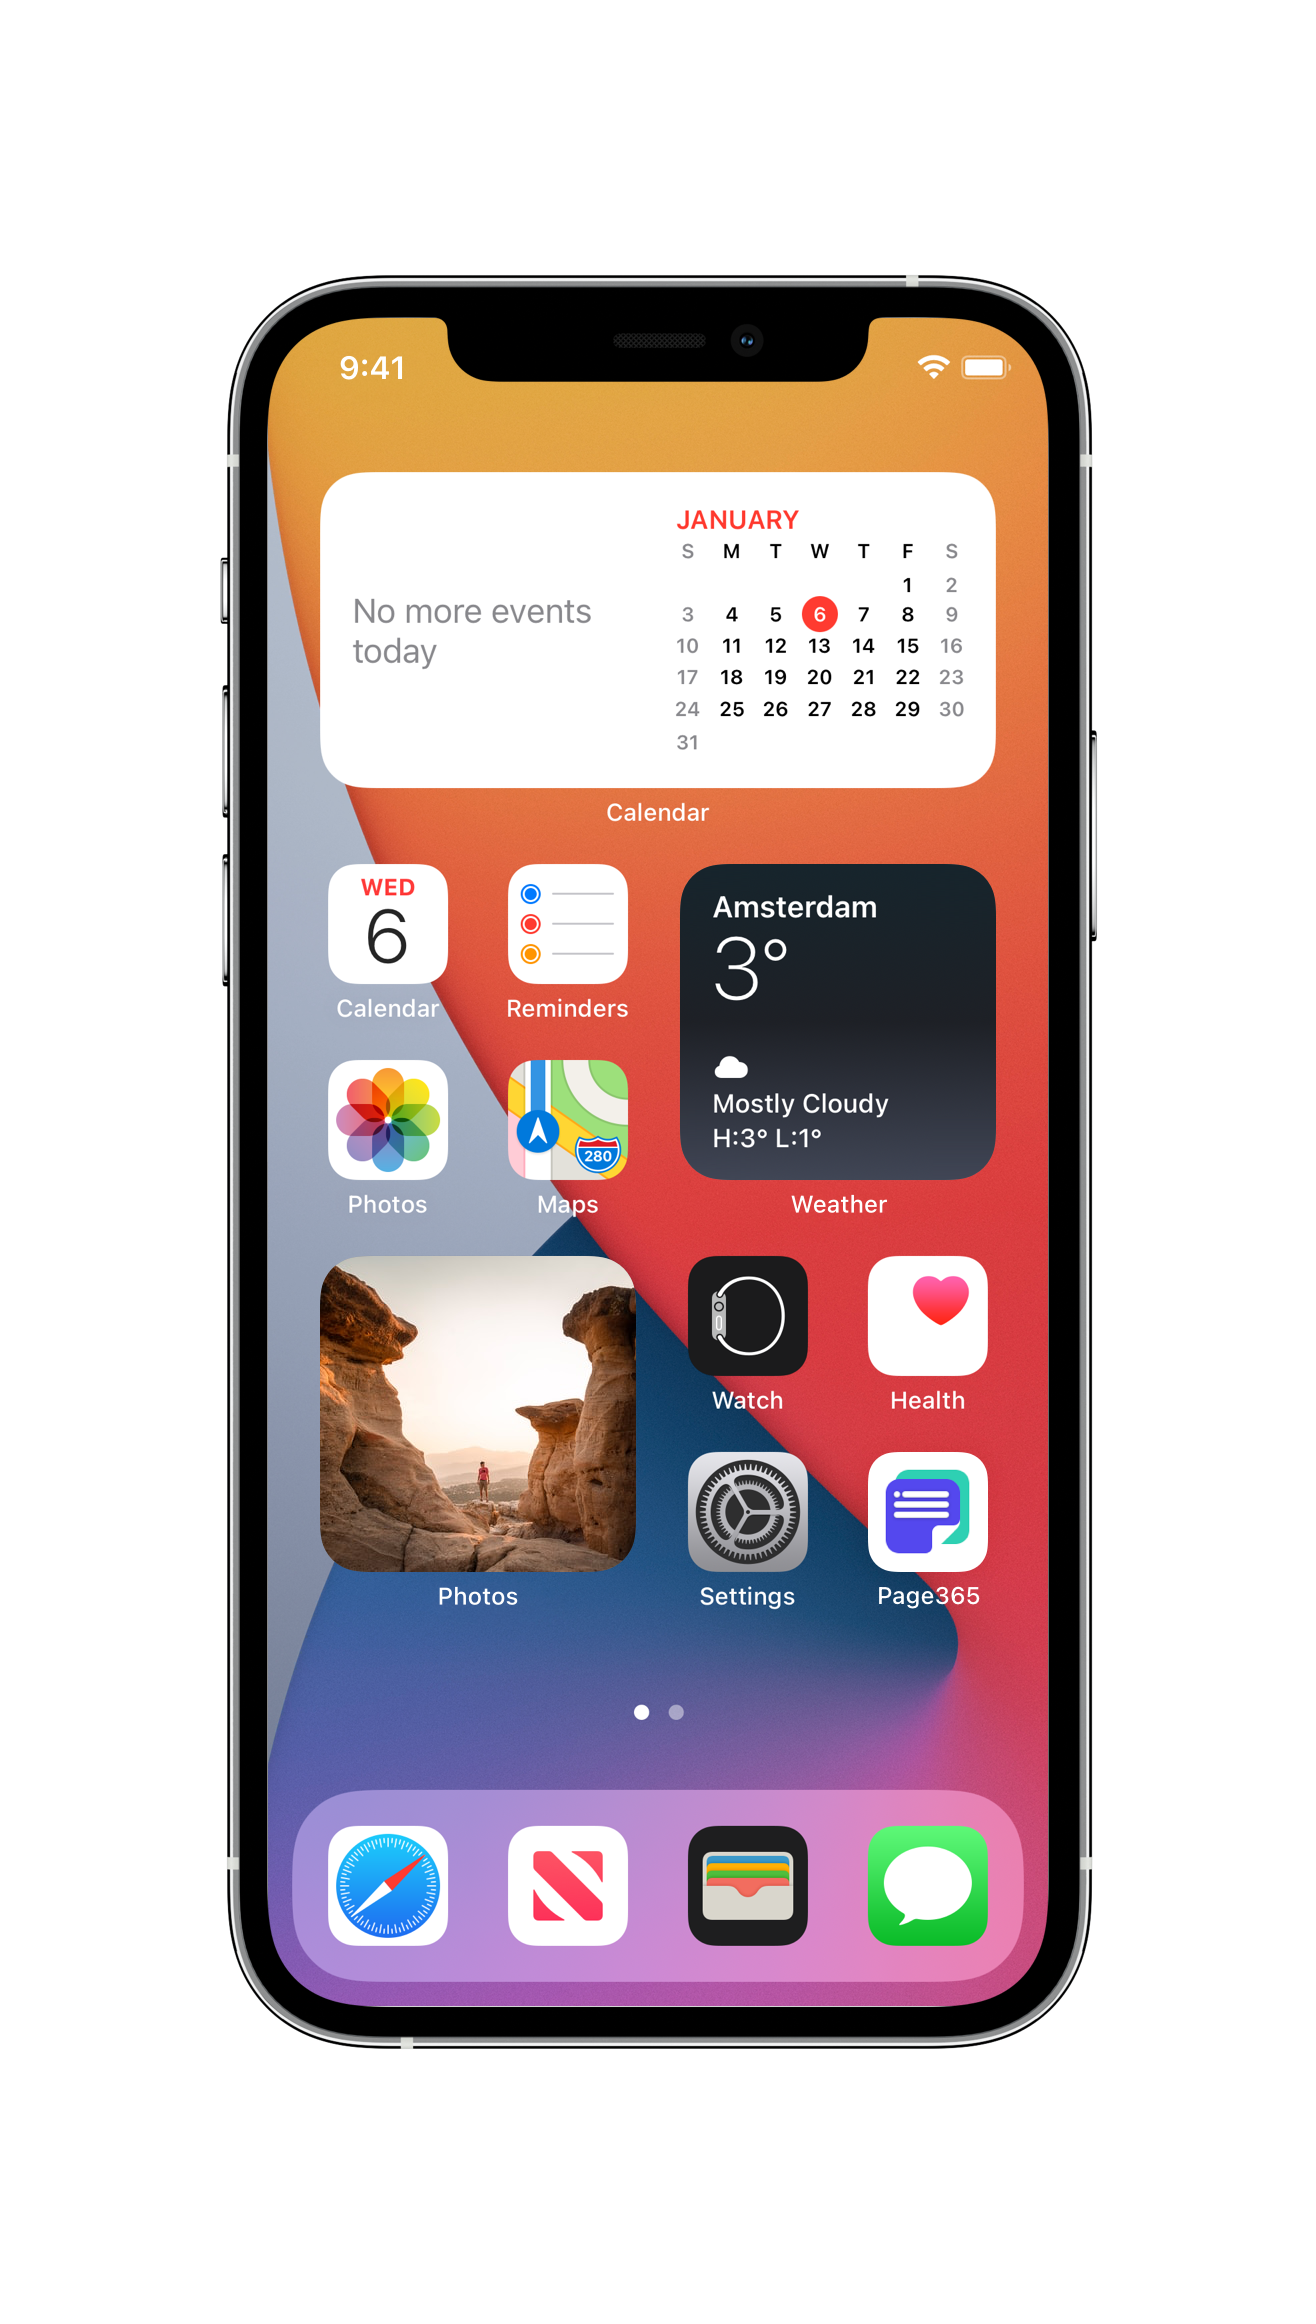 9:41
No more events
today
JANUARY
S M T W T F S
1 2
3 4 5 6 7 8 9
10 11 12 13 14 15 16
17 18 19 20 21 22 23
24 25 26 27 28 29 30
31
Calendar
WED
6
Calendar
Reminders
Amsterdam
3°
Mostly Cloudy
H:3° L:1°
Weather
280
Photos
Maps
Photos
Watch
Health
Settings
Page365